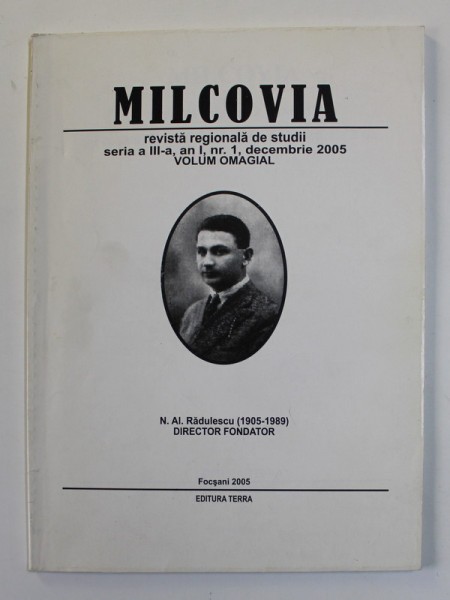 MILCOVIA
revistă regională de studii
seria a III-a, an I, nr. 1, decembrie 2005
VOLUM OMAGIAL
N. Al. Rădulescu (1905-1989)
DIRECTOR FONDATOR
Focşani 2005
EDITURA TERRA